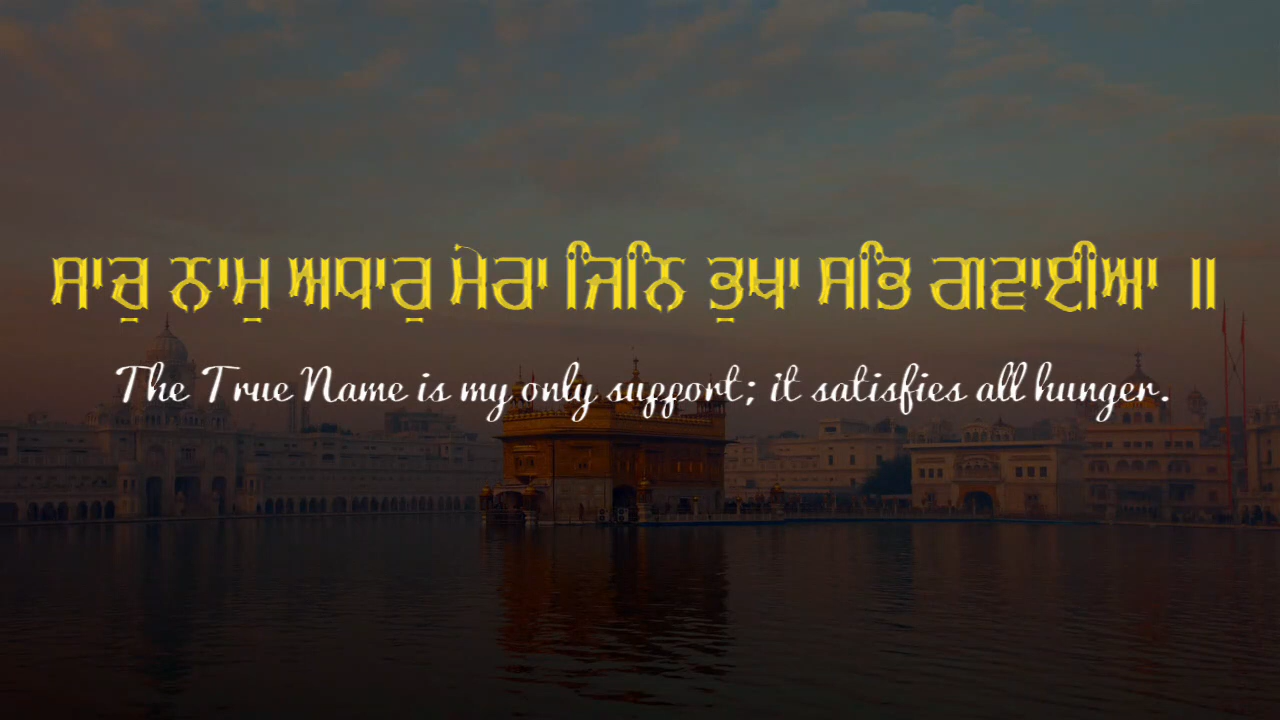 ਸਾਚੁ ਨਾਮੁ ਅਧਾਰੁ ਮੇਰਾ ਜਿਨਿ ਭੁਖਾ ਸਭਿ ਗਵਾਈਆ ॥
The True Name is my only support; it satisfies all hunger.